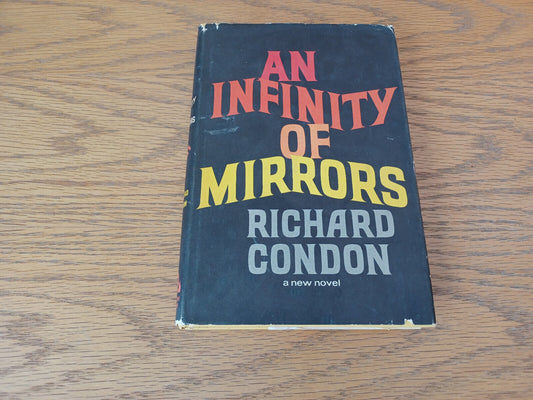 AN
INFINITY
OF
MIRRORS
RICHARD
CONDON
a new novel